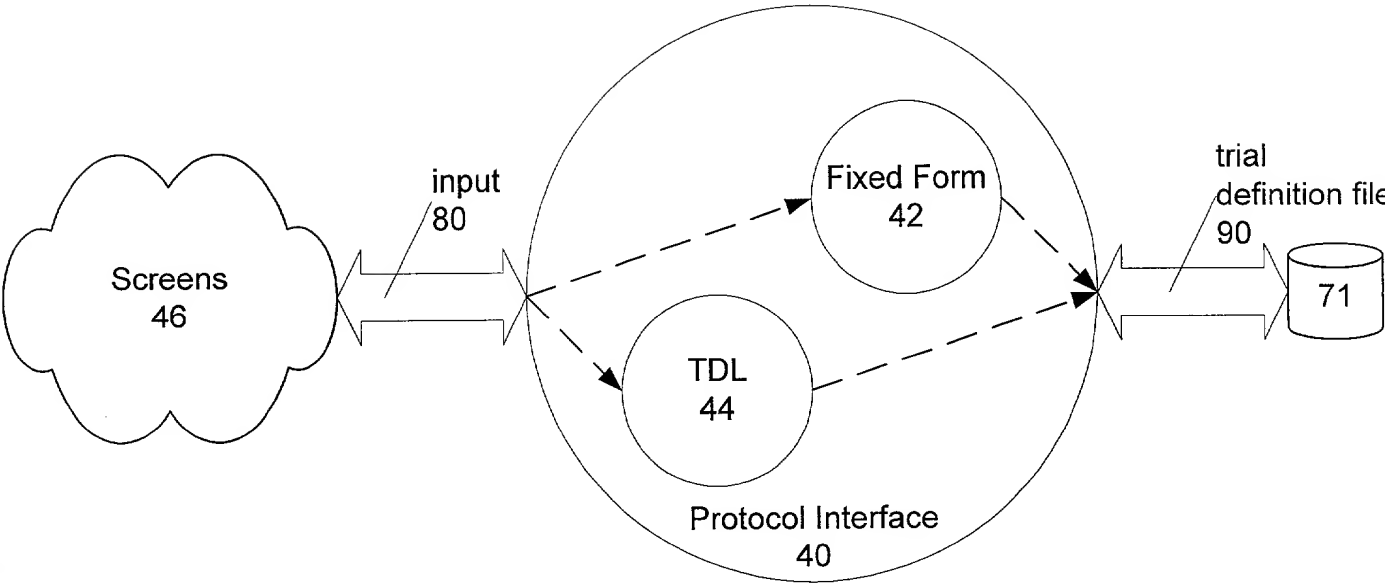 Screens
46
input
80
Fixed Form
42
TDL
44
Protocol Interface
40
trial
definition file
90
71